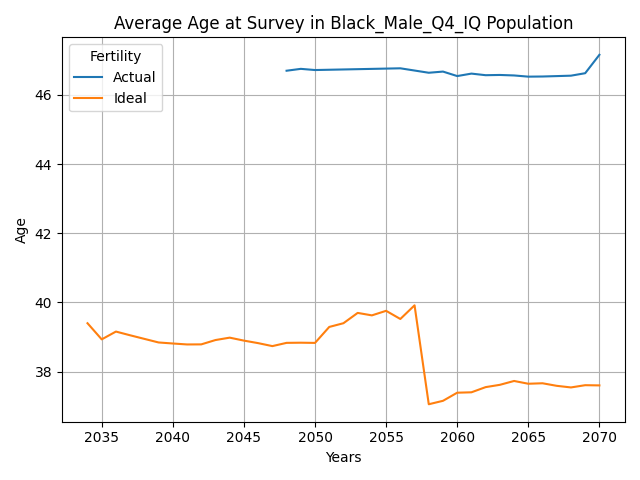 Average Age at Survey in Black_Male_Q4_IQ Population
Fertility
Actual
Ideal
46
44
42
40
38
Age
2035 2040 2045 2050 2055 2060 2065 2070
Years